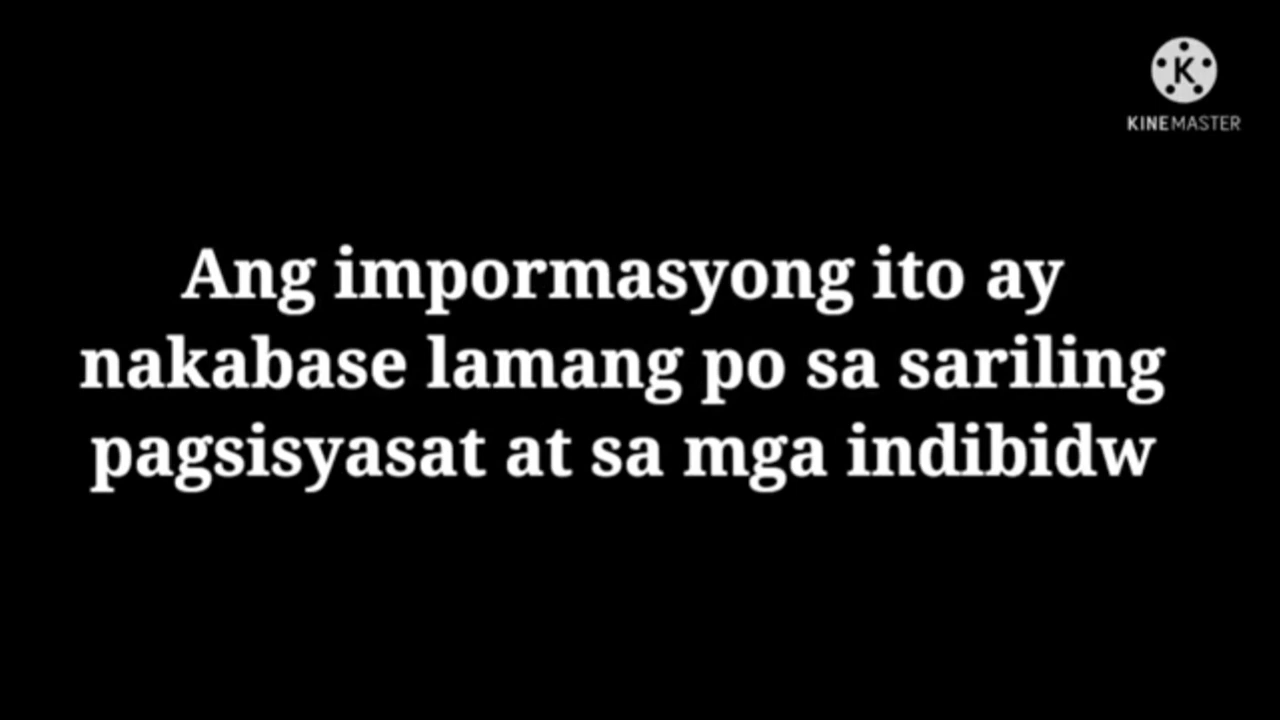 KINEMASTER
Ang impormasyong ito ay
nakabase lamang po sa sariling
pagsisyasat at sa mga indibidw